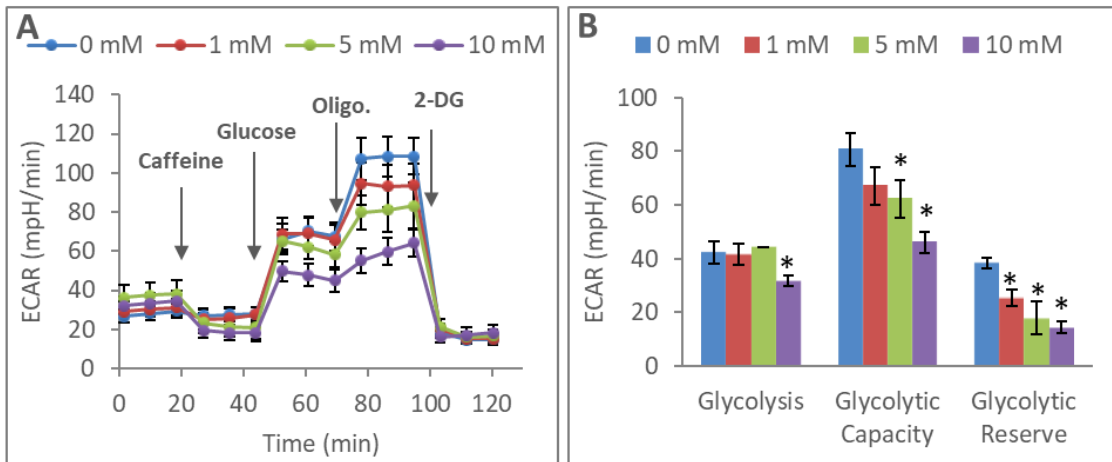 A
0 mM 1 mM 5 mM 10 mM
ECAR (mpH/min)
140
120
100
80
60
40
20
0
Caffeine
Glucose
Oligo.
2-DG
0 20 40 60 80 100 120
Time (min)
B
0 mM 1 mM 5 mM 10 mM
ECAR (mpH/min)
100
80
60
40
20
0
*
*
*
*
*
*
Glycolysis
Glycolytic
Capacity
Glycolytic
Reserve